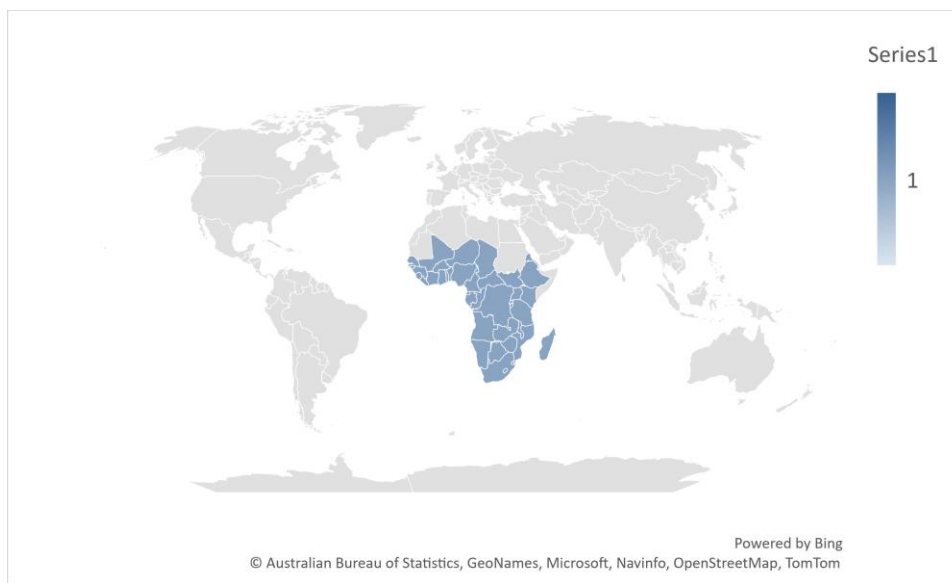 Series1
1
Powered by Bing
© Australian Bureau of Statistics, GeoNames, Microsoft, Navinfo, OpenStreetMap, TomTom